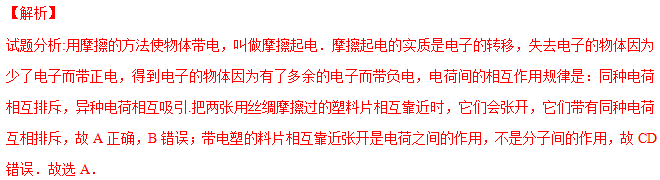 【解析】
试题分析:用摩擦的方法使物体带电，叫做摩擦起电．摩擦起电的实质是电子的转移，失去电子的物体因为
少了电子而带正电，得到电子的物体因为有了多余的电子而带负电，电荷间的相互作用规律是：同种电荷
相互排斥，异种电荷相互吸引.把两张用丝绸摩擦过的塑料片相互靠近时，它们会张开，它们带有同种电荷
互相排斥，故 A 正确，B 错误；带电塑的料片相互靠近张开是电荷之间的作用，不是分子间的作用，故 CD
错误．故选 A．